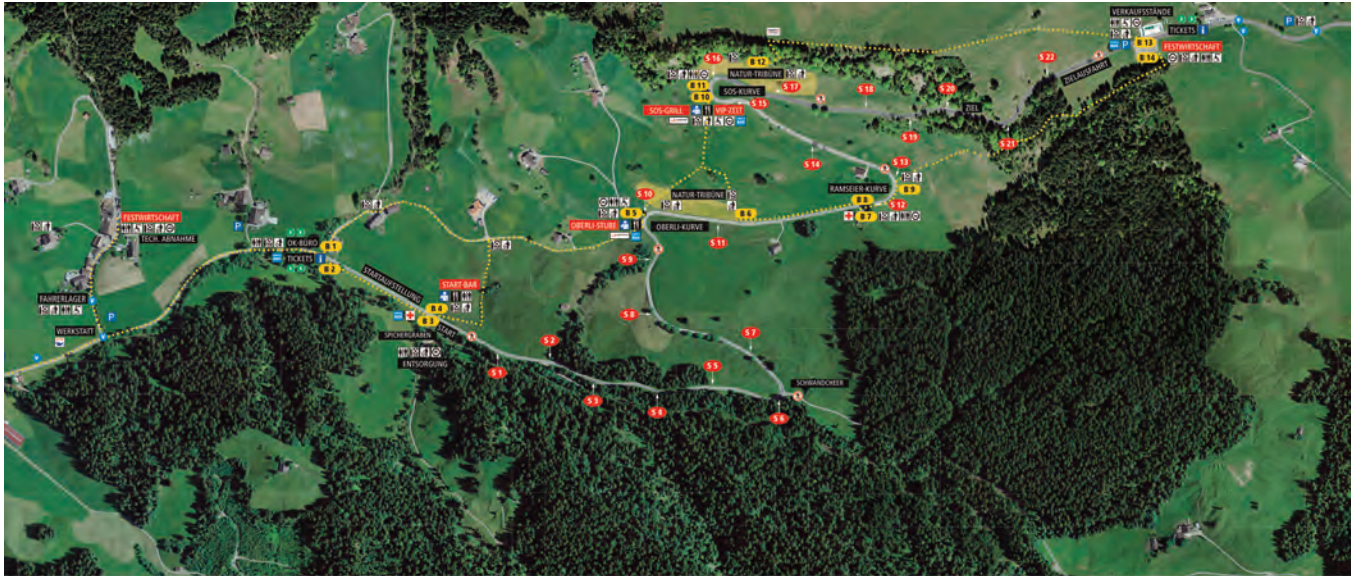 VERKAUFSSTÄNDE
TICKETS i
P
B 13
P
B 14
FESTWIRTSCHAFT
S 22
ZIELAUSFAHRT
S 16
B 12
NATUR-TRIBÜNE
S 17
B 11
B 10
SOS-KURVE
S 15
S 18
S 20
ZIEL
SOS-GRILL
VIP-ZELT
S 19
S 21
S 14
S 13
B 9
RAMSEIER-KURVE
S 10
NATUR-TRIBÜNE
B 8
S 12
B 5
B 6
B 7
OBERLI-STUBE
OBERLI-KURVE
S 11
FESTWIRTSCHAFT
TECH. ABNAHME
P
OK-BÜRO
B 1
TICKETS i
B 2
S 9
STARTAUFSTELLUNG
START-BAR
FAHRERLAGER
P
B 4
B 3
START
S 8
WERKSTATT
SPICHERGRABEN
S 7
ENTSORGUNG
S 1
S 2
S 3
S 4
S 5
S 6
SCHWANDCHEER